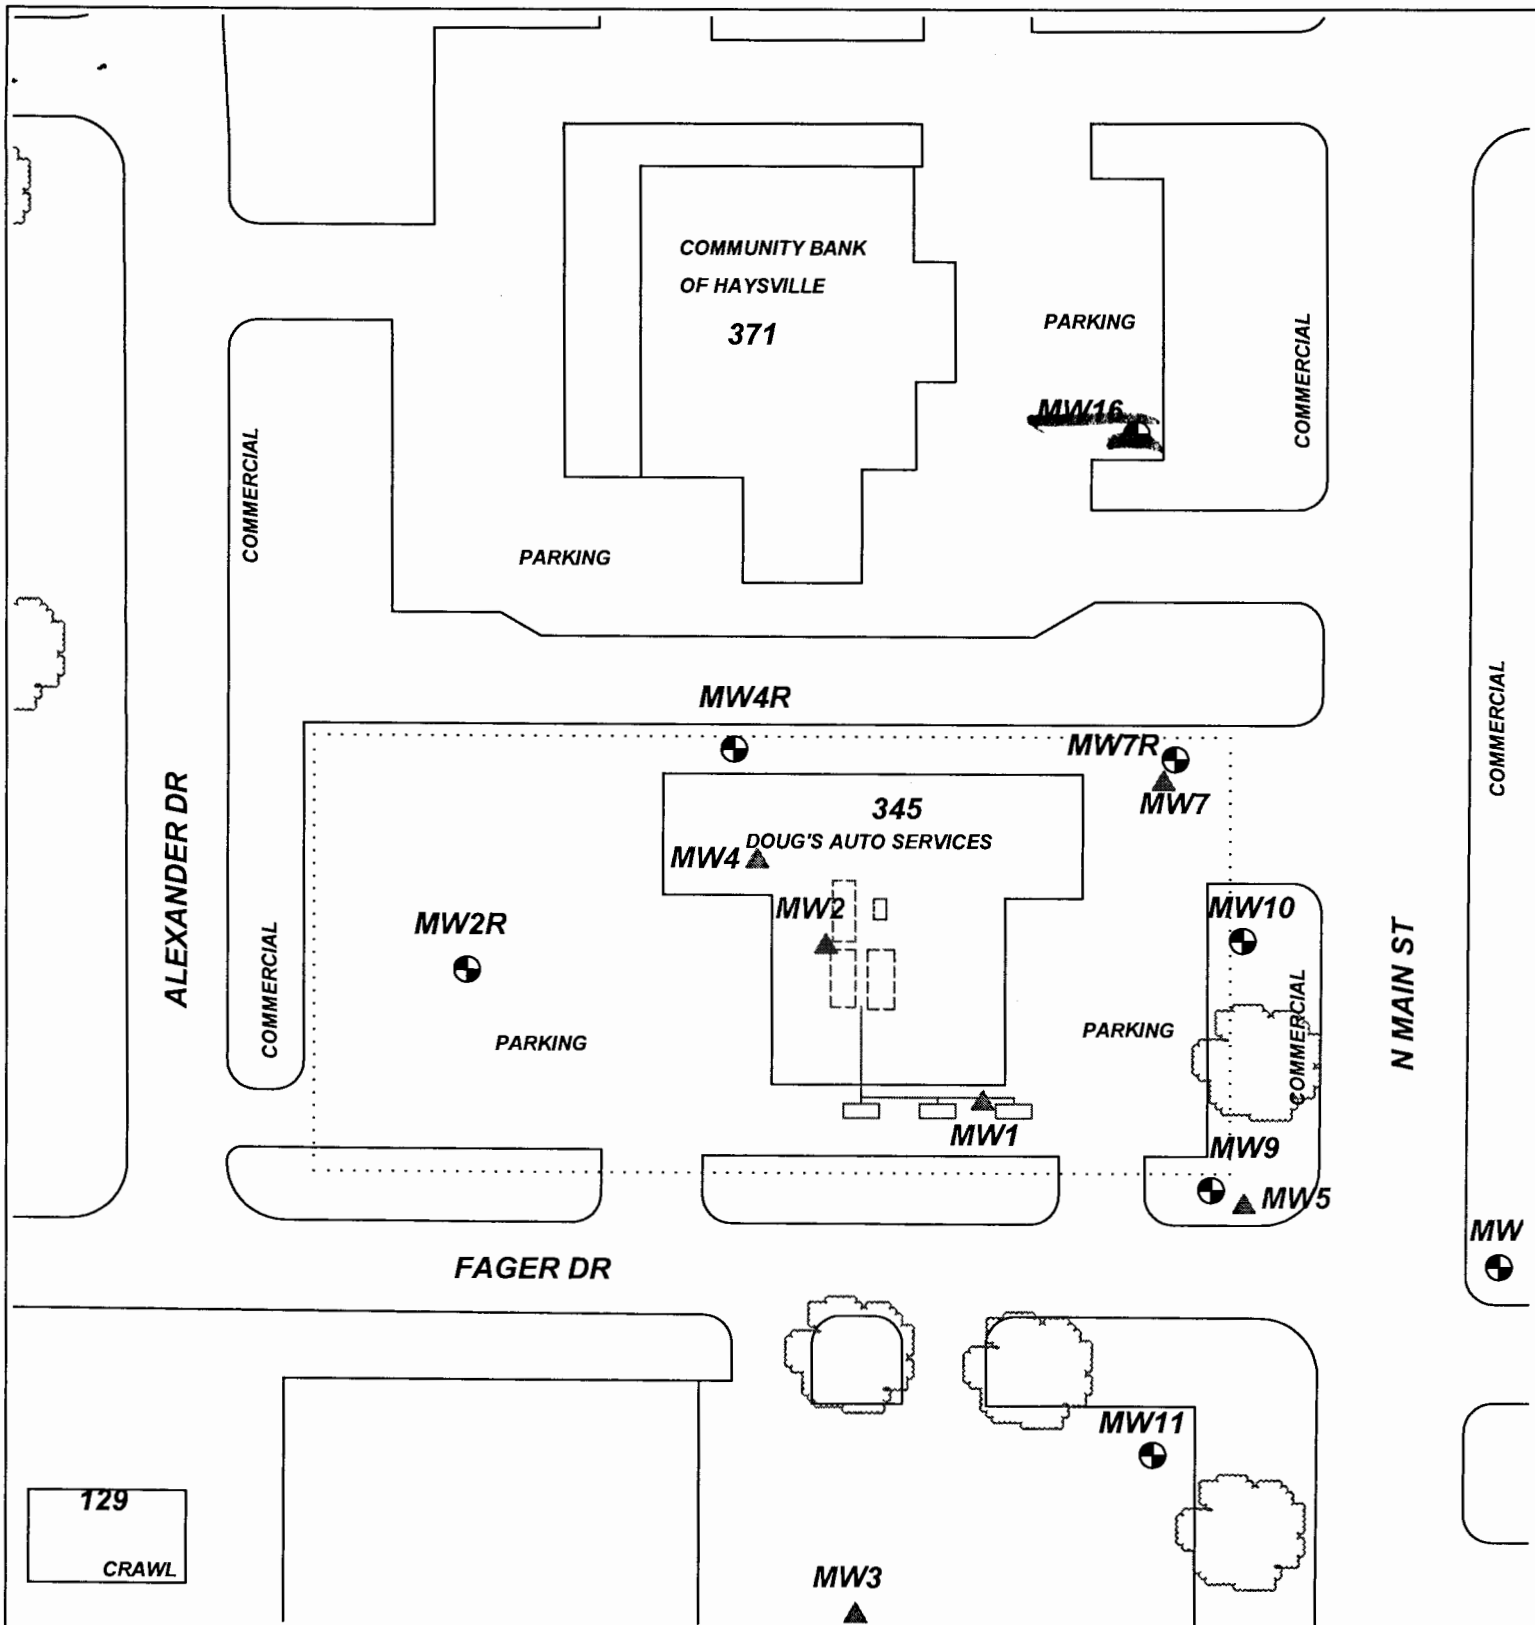 COMMUNITY BANK
OF HAYSVILLE
371
PARKING
COMMERCIAL
MW16
COMMERCIAL
PARKING
COMMERCIAL
MW4R
MW7R
MW7
345
DOUG'S AUTO SERVICES
MW4
ALEXANDER DR
MW2
MW10
MW2R
N MAIN ST
COMMERCIAL
COMMERCIAL
PARKING
PARKING
MW1
MW9
MW5
MW
FAGER DR
MW11
129
CRAWL
MW3